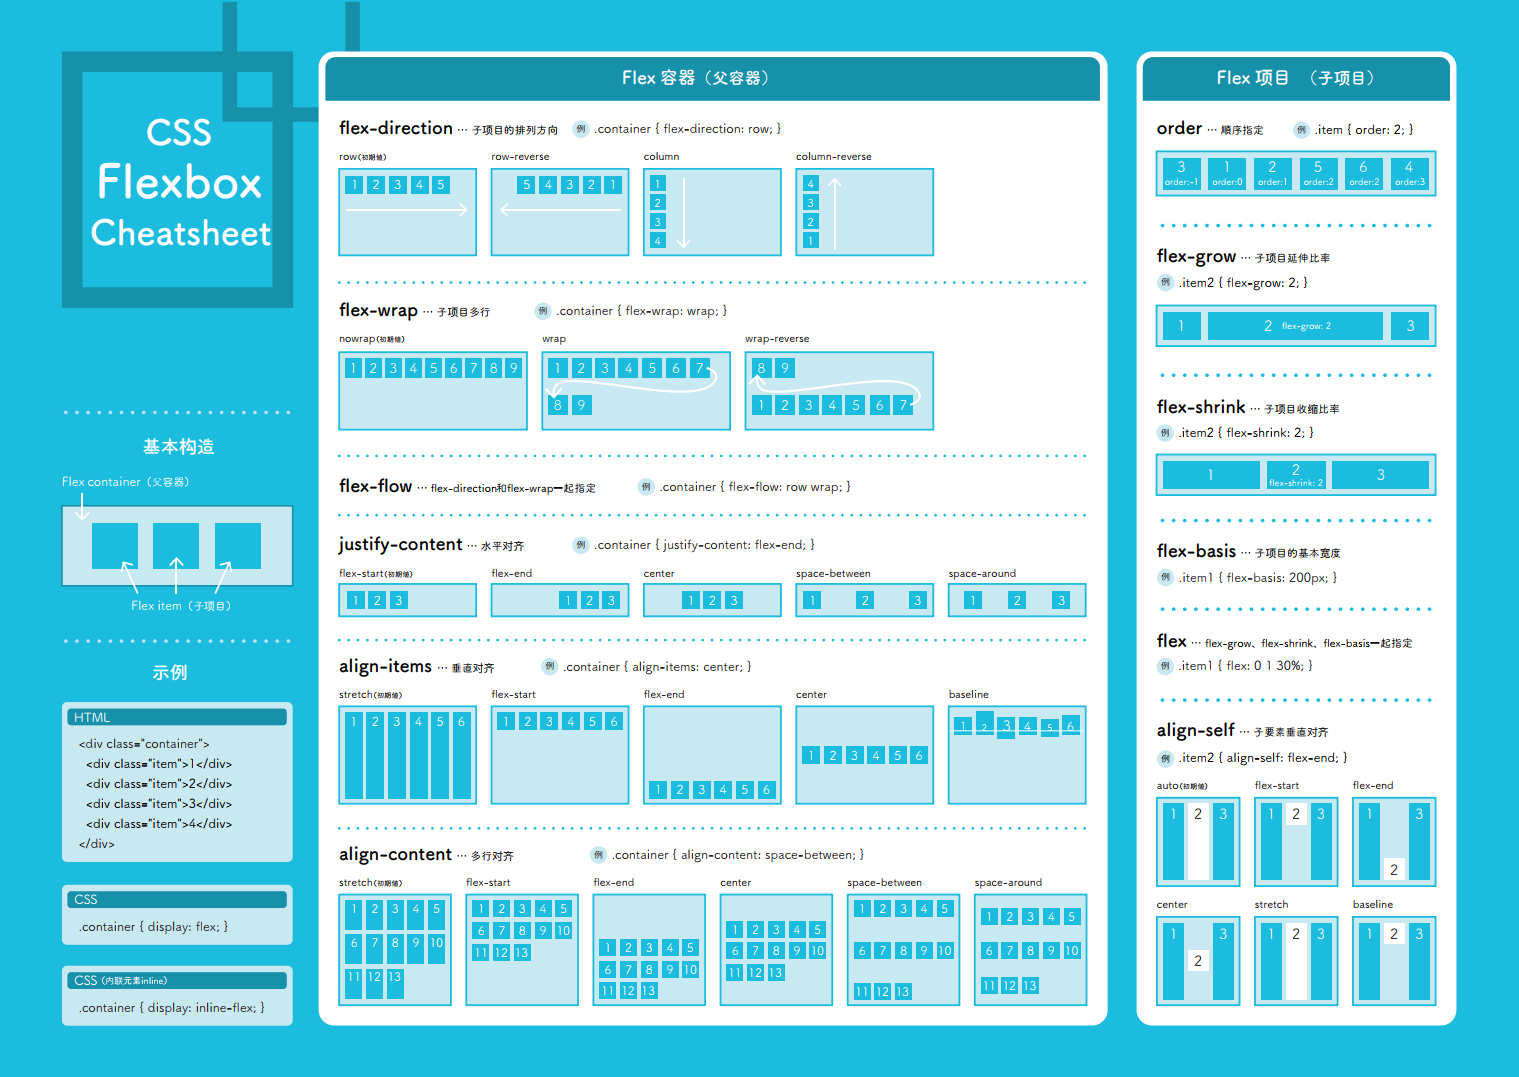 CSS
Flexbox
Cheatsheet
基本构造
Flex container（父容器）
Flex item（子项目）
示例
HTML
<div class="container">
<div class="item">1</div>
<div class="item">2</div>
<div class="item">3</div>
<div class="item">4</div>
</div>
CSS
.container { display: flex; }
CSS（内联元素inline）
.container { display: inline-flex; }
Flex 容器（父容器）
flex-direction … 子项目的排列方向 例 .container { flex-direction: row; }
row(初期値) row-reverse column column-reverse
1 2 3 4 5
5 4 3 2 1
1
2
3
4
4
3
2
1
flex-wrap … 子项目多行 例 .container { flex-wrap: wrap; }
nowrap(初期値) wrap wrap-reverse
1 2 3 4 5 6 7 8 9
1 2 3 4 5 6 7
8 9
8 9
1 2 3 4 5 6 7
flex-flow … flex-direction和flex-wrap一起指定 例 .container { flex-flow: row wrap; }
justify-content … 水平对齐 例 .container { justify-content: flex-end; }
flex-start(初期値) flex-end center space-between space-around
1 2 3 1 2 3 1 2 3 1 2 3 1 2 3
align-items … 垂直对齐 例 .container { align-items: center; }
stretch(初期値) flex-start flex-end center baseline
1 2 3 4 5 6
1 2 3 4 5 6
1 2 3 4 5 6
1 2 3 4 5 6
1 2 3 4 5 6
align-content … 多行对齐 例 .container { align-content: space-between; }
stretch(初期値) flex-start flex-end center space-between space-around
1 2 3 4 5
6 7 8 9 10
11 12 13
1 2 3 4 5
6 7 8 9 10
11 12 13
1 2 3 4 5
6 7 8 9 10
11 12 13
1 2 3 4 5
6 7 8 9 10
11 12 13
1 2 3 4 5
6 7 8 9 10
11 12 13
1 2 3 4 5
6 7 8 9 10
11 12 13
Flex 项目 （子项目）
order … 顺序指定 例 .item { order: 2; }
3 1 2 5 6 4
order:-1 order:0 order:1 order:2 order:2 order:3
flex-grow … 子项目延伸比率
例 .item2 { flex-grow: 2; }
1 2 flex-grow: 2 3
flex-shrink … 子项目收缩比率
例 .item2 { flex-shrink: 2; }
1 2 3
flex-shrink: 2
flex-basis … 子项目的基本宽度
例 .item1 { flex-basis: 200px; }
flex … flex-grow、flex-shrink、flex-basis一起指定
例 .item1 { flex: 0 1 30%; }
align-self … 子要素垂直对齐
例 .item2 { align-self: flex-end; }
auto(初期値) flex-start flex-end
1 2 3 1 2 3 1 2 3
center stretch baseline
1 2 3 1 2 3 1 2 3